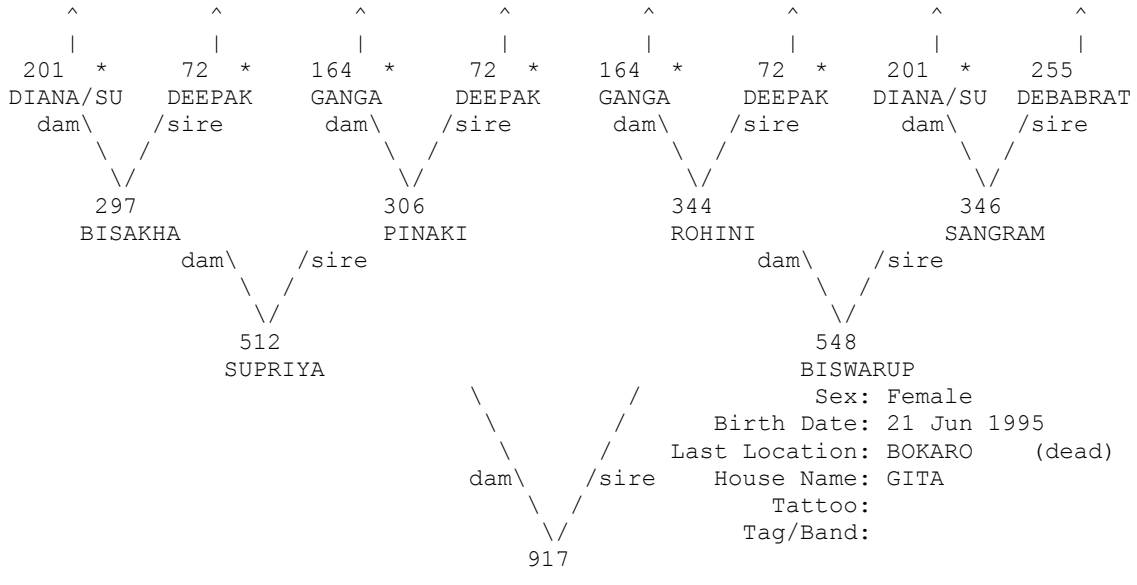 ^ ^ ^ ^ ^ ^ ^ ^
| | | | | | | |
201 * 72 * 164 * 72 * 164 * 72 * 201 * 255
DIANA/SU DEEPAK GANGA DEEPAK GANGA DEEPAK DIANA/SU DEBABRAT
dam\ /sire dam\ /sire dam\ /sire dam\ /sire
\ / \ / \ / \ /
\/ \/ \/ \/
297 306 344 346
BISAKHA PINAKI ROHINI SANGRAM
dam\ /sire dam\ /sire
\ / \ /
\/ \/
512 548
SUPRIYA BISWARUP
\ / Sex: Female
\ / Birth Date: 21 Jun 1995
\ / Last Location: BOKARO (dead)
dam\ /sire House Name: GITA
\ / Tattoo:
\/ Tag/Band:
917